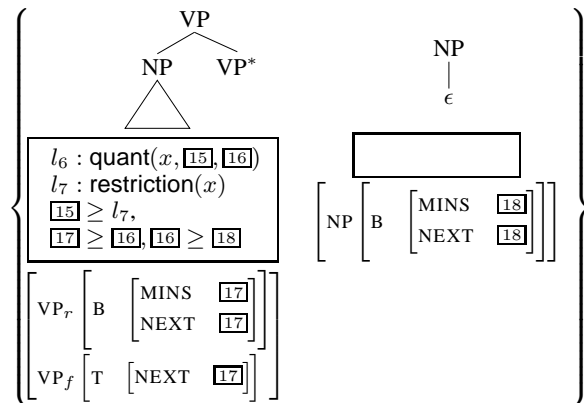 VP
NP VP*
l₆ : quant(x, 15, 16)
l₇ : restriction(x)
15 ≥ l₇,
17 ≥ 16, 16 ≥ 18
VPᵣ B MINS 17
NEXT 17
VP_f T NEXT 17
NP
ϵ
NP B MINS 18
NEXT 18